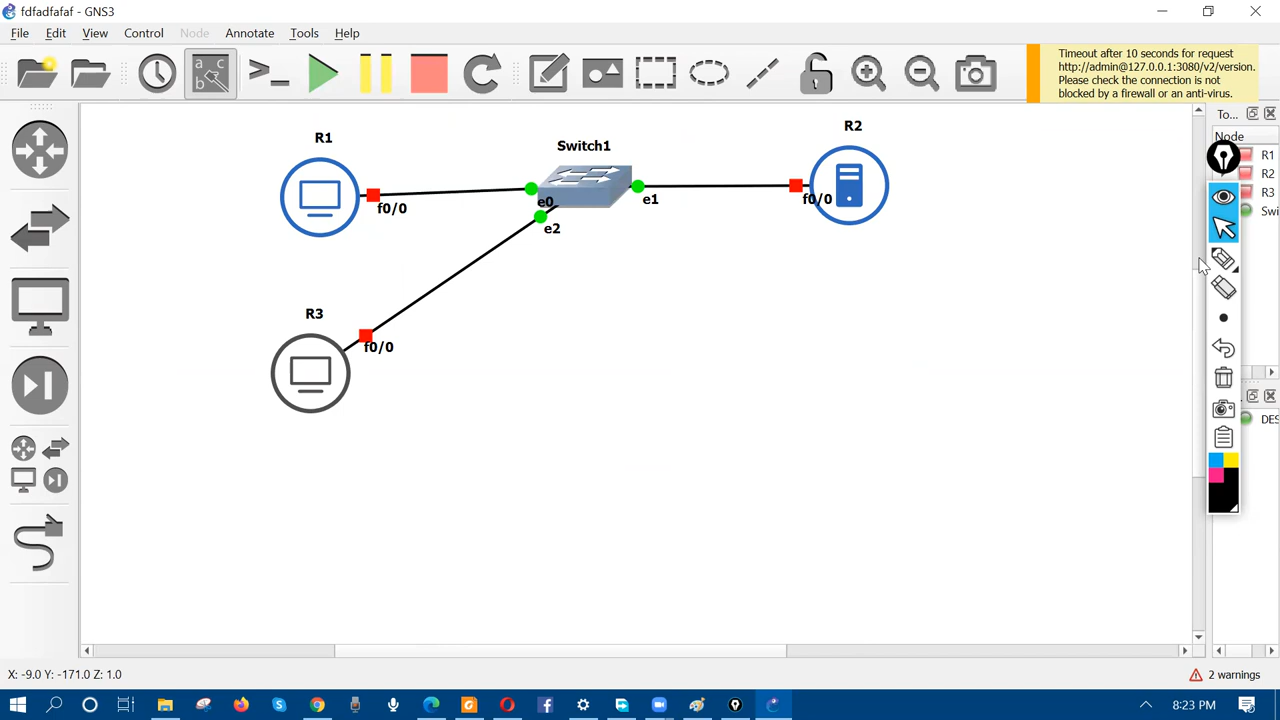 fdfadfafaf - GNS3
File Edit View Control Node Annotate Tools Help
a c
b
Timeout after 10 seconds for request
http://admin@127.0.0.1:3080/v2/version.
Please check the connection is not
blocked by a firewall or an anti-virus.
To...
Node
R1
R2
R3
Swi
R1
Switch1
R2
f0/0
e0
e1
f0/0
e2
R3
f0/0
DES
X: -9.0 Y: -171.0 Z: 1.0
2 warnings
8:23 PM